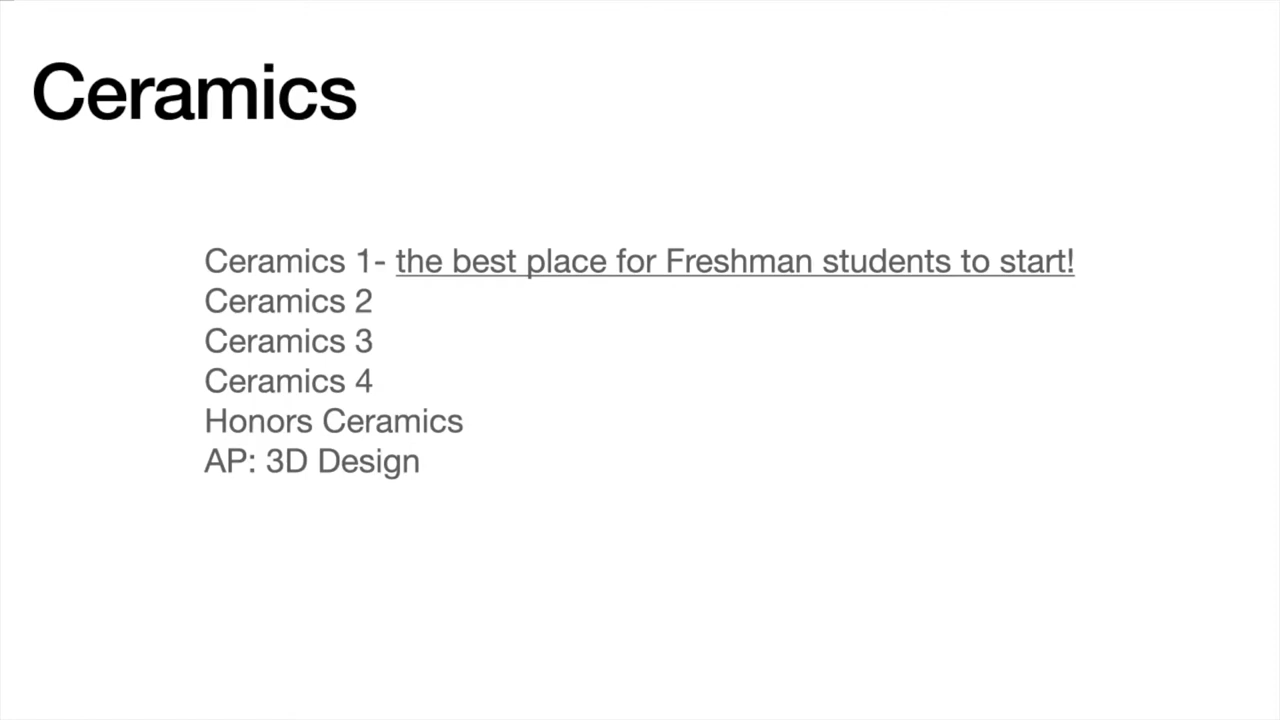 Ceramics
Ceramics 1- the best place for Freshman students to start!
Ceramics 2
Ceramics 3
Ceramics 4
Honors Ceramics
AP: 3D Design